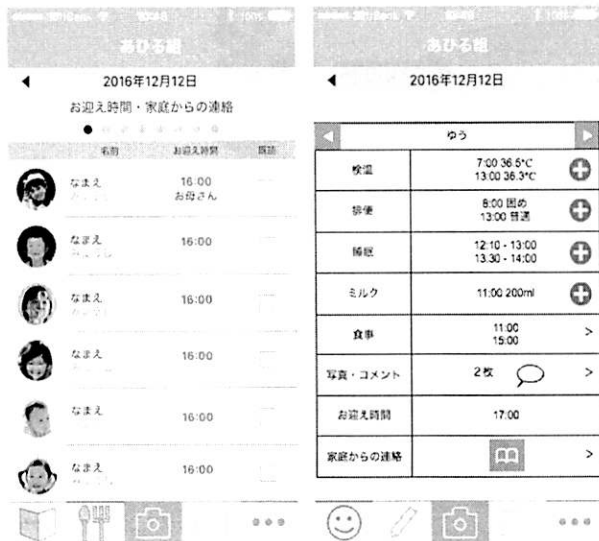 あひる組
2016年12月12日
お迎え時間・家庭からの連絡
名前 お迎え時間 既読
なまえ 16:00
お母さん
なまえ 16:00
なまえ 16:00
なまえ 16:00
なまえ 16:00
なまえ 16:00
100%
あひる組
2016年12月12日
ゆう
検温 7:00 36.5°C
13:00 36.3°C
排便 8:00 固め
13:00 普通
睡眠 12:10 - 13:00
13:30 - 14:00
ミルク 11:00 200ml
食事 11:00
15:00
写真・コメント 2枚
お迎え時間 17:00
家庭からの連絡